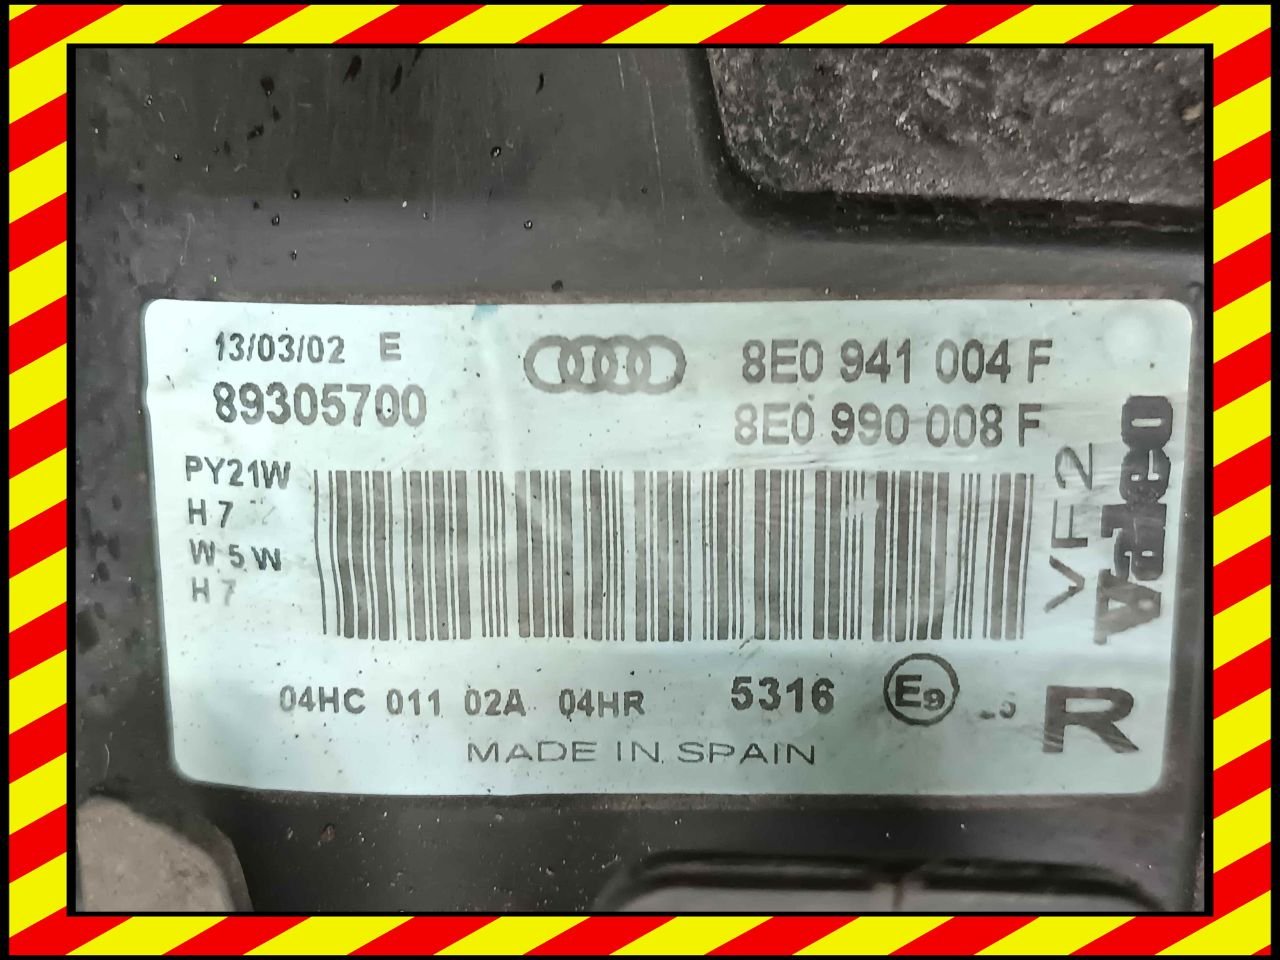 13/03/02 E
8E0 941 004 F
89305700
8E0 990 008 F
PY21W
H7
W5W
H7
VF2
Valeo
04HC 011 02A 04HR 5316 E9
R
MADE IN SPAIN